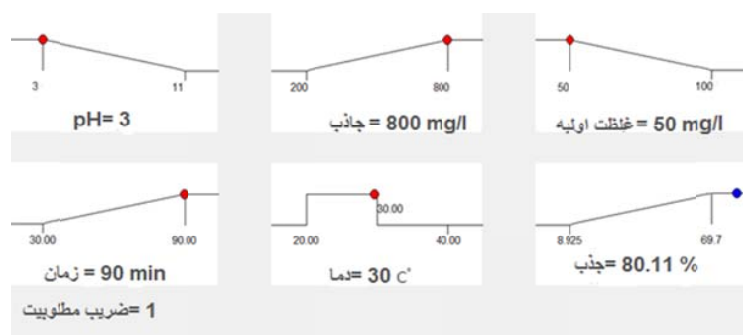 3 11
pH= 3
200 800
جاذب = 800 mg/l
50 100
غلظت اولیه = 50 mg/l
30.00 90.00
زمان = 90 min
30.00
20.00 40.00
دما= 30 C°
8.925 69.7
جذب= 80.11 %
ضریب مطلوبیت= 1